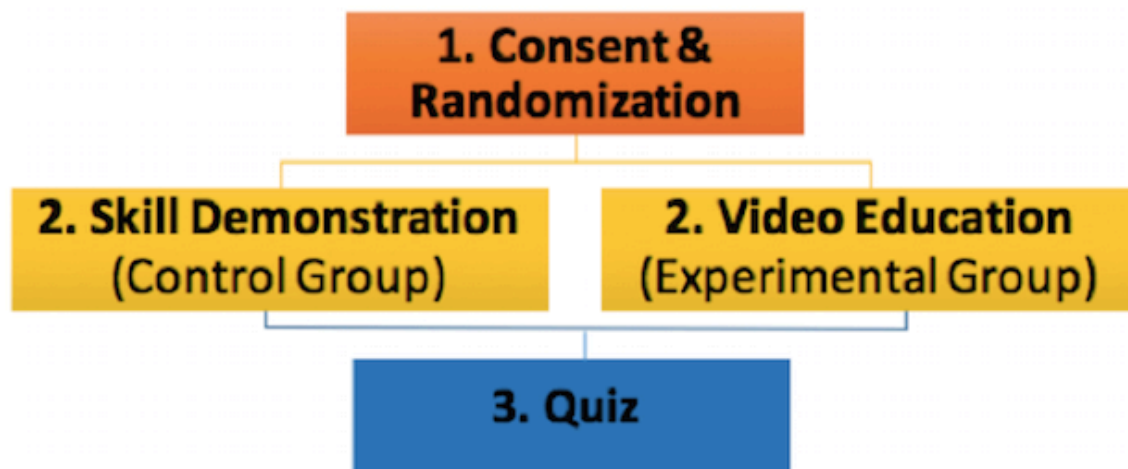 1. Consent &
Randomization
2. Skill Demonstration
(Control Group)
2. Video Education
(Experimental Group)
3. Quiz